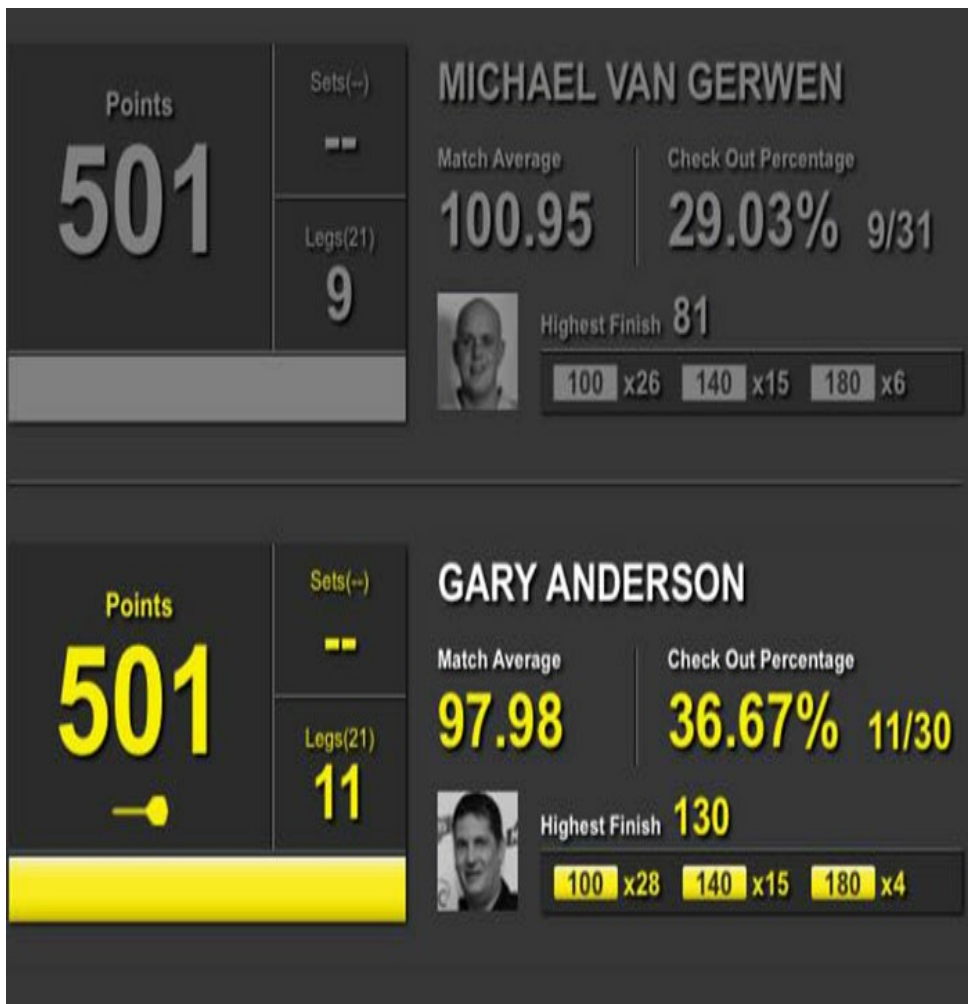 Points
501
Sets(--)
--
Legs(21)
9
MICHAEL VAN GERWEN
Match Average
100.95
Check Out Percentage
29.03% 9/31
Highest Finish 81
100 x26 140 x15 180 x6
Points
501
Sets(--)
--
Legs(21)
11
GARY ANDERSON
Match Average
97.98
Check Out Percentage
36.67% 11/30
Highest Finish 130
100 x28 140 x15 180 x4